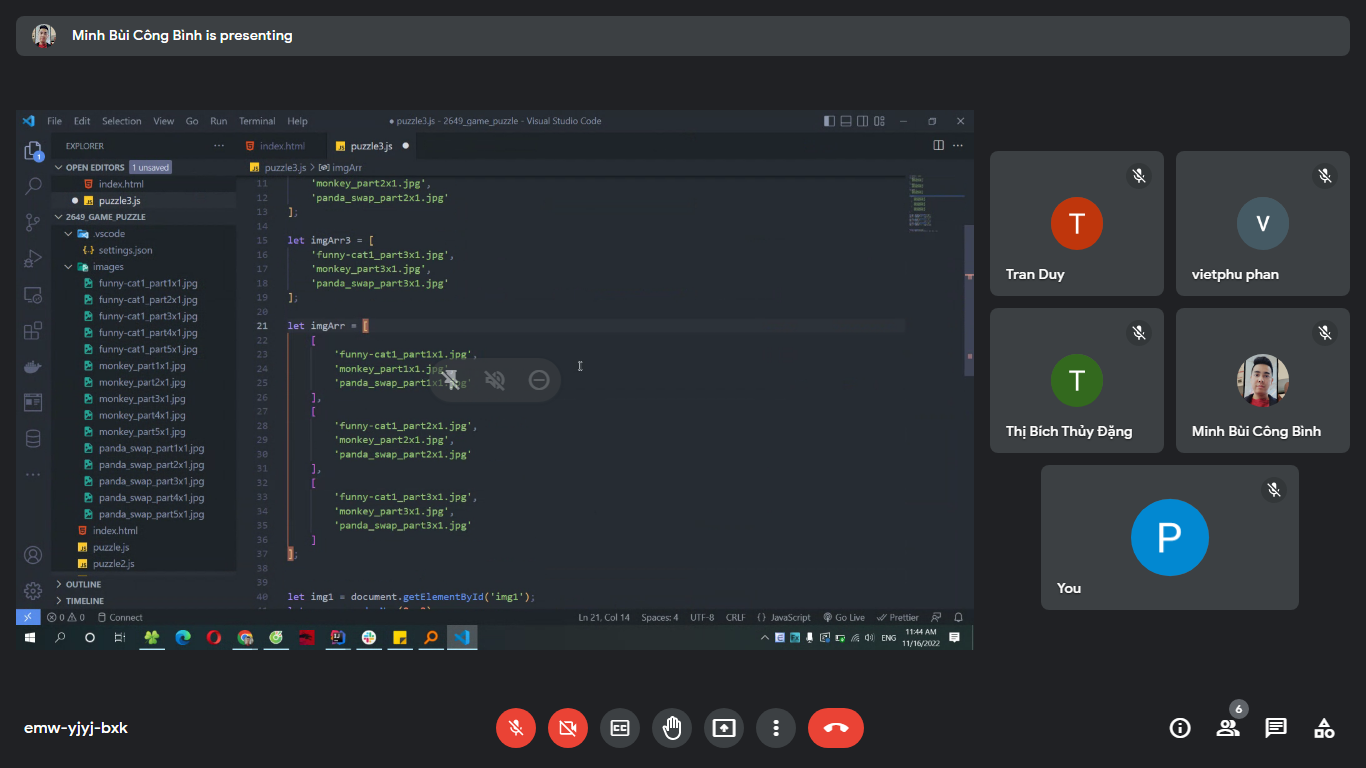 Minh Bùi Công Bình is presenting
File Edit Selection View Go Run Terminal Help
● puzzle3.js - 2649_game_puzzle - Visual Studio Code
EXPLORER ···
index.html
puzzle3.js ●
OPEN EDITORS 1 unsaved
index.html
● puzzle3.js
2649_GAME_PUZZLE
.vscode
settings.json
images
funny-cat1_part1x1.jpg
funny-cat1_part2x1.jpg
funny-cat1_part3x1.jpg
funny-cat1_part4x1.jpg
funny-cat1_part5x1.jpg
monkey_part1x1.jpg
monkey_part2x1.jpg
monkey_part3x1.jpg
monkey_part4x1.jpg
monkey_part5x1.jpg
panda_swap_part1x1.jpg
panda_swap_part2x1.jpg
panda_swap_part3x1.jpg
panda_swap_part4x1.jpg
panda_swap_part5x1.jpg
index.html
puzzle.js
puzzle2.js
OUTLINE
TIMELINE
puzzle3.js > imgArr
11 'monkey_part2x1.jpg',
12 'panda_swap_part2x1.jpg'
13 ];
14
15 let imgArr3 = [
16 'funny-cat1_part3x1.jpg',
17 'monkey_part3x1.jpg',
18 'panda_swap_part3x1.jpg'
19 ];
20
21 let imgArr = [
22 [
23 'funny-cat1_part1x1.jpg',
24 'monkey_part1x1.jpg',
25 'panda_swap_part1x1.jpg'
26 ],
27 [
28 'funny-cat1_part2x1.jpg',
29 'monkey_part2x1.jpg',
30 'panda_swap_part2x1.jpg'
31 ],
32 [
33 'funny-cat1_part3x1.jpg',
34 'monkey_part3x1.jpg',
35 'panda_swap_part3x1.jpg'
36 ]
37 ];
38
39
40 let img1 = document.getElementById('img1');
0 0 Connect
Ln 21, Col 14 Spaces: 4 UTF-8 CRLF {} JavaScript Go Live Prettier
ENG
11:44 AM
11/16/2022
T
Tran Duy
V
vietphu phan
T
Thị Bích Thủy Đặng
Minh Bùi Công Bình
P
You
emw-yjyj-bxk
6